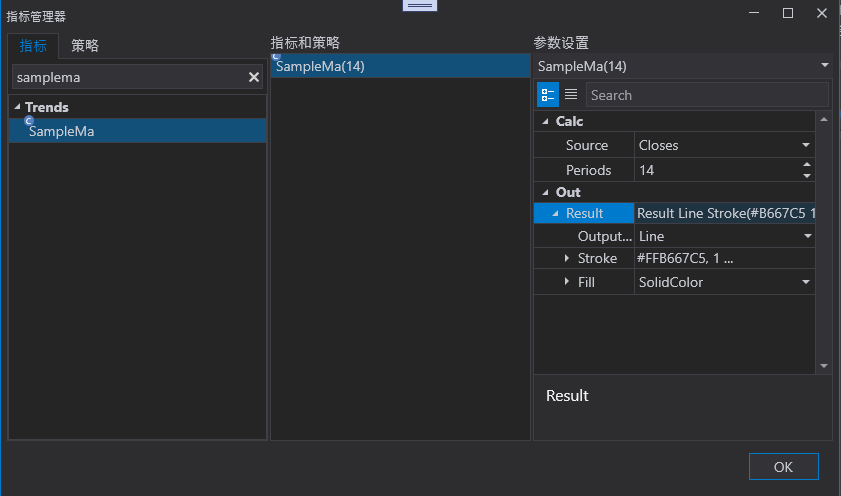 指标管理器
指标 策略
samplema
Trends
C
SampleMa
指标和策略
C
SampleMa(14)
参数设置
SampleMa(14)
Search
Calc
Source Closes
Periods 14
Out
Result Result Line Stroke(#B667C5 1
Output... Line
Stroke #FFB667C5, 1 ...
Fill SolidColor
Result
OK